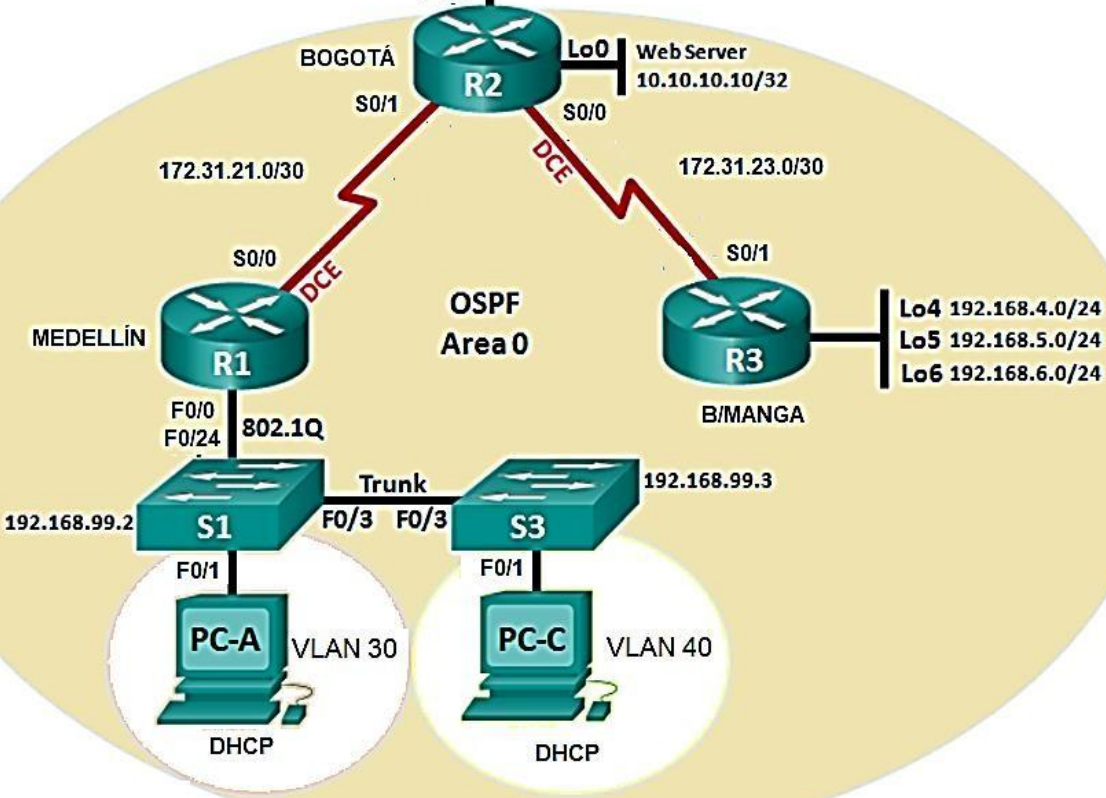 BOGOTÁ
R2
Lo0
Web Server
10.10.10.10/32
S0/1
S0/0
DCE
172.31.21.0/30
172.31.23.0/30
S0/0
DCE
S0/1
OSPF
Area 0
MEDELLÍN
R1
R3
B/MANGA
Lo4 192.168.4.0/24
Lo5 192.168.5.0/24
Lo6 192.168.6.0/24
F0/0
F0/24
802.1Q
192.168.99.2
S1
Trunk
F0/3 F0/3
S3
192.168.99.3
F0/1
F0/1
PC-A
VLAN 30
PC-C
VLAN 40
DHCP
DHCP